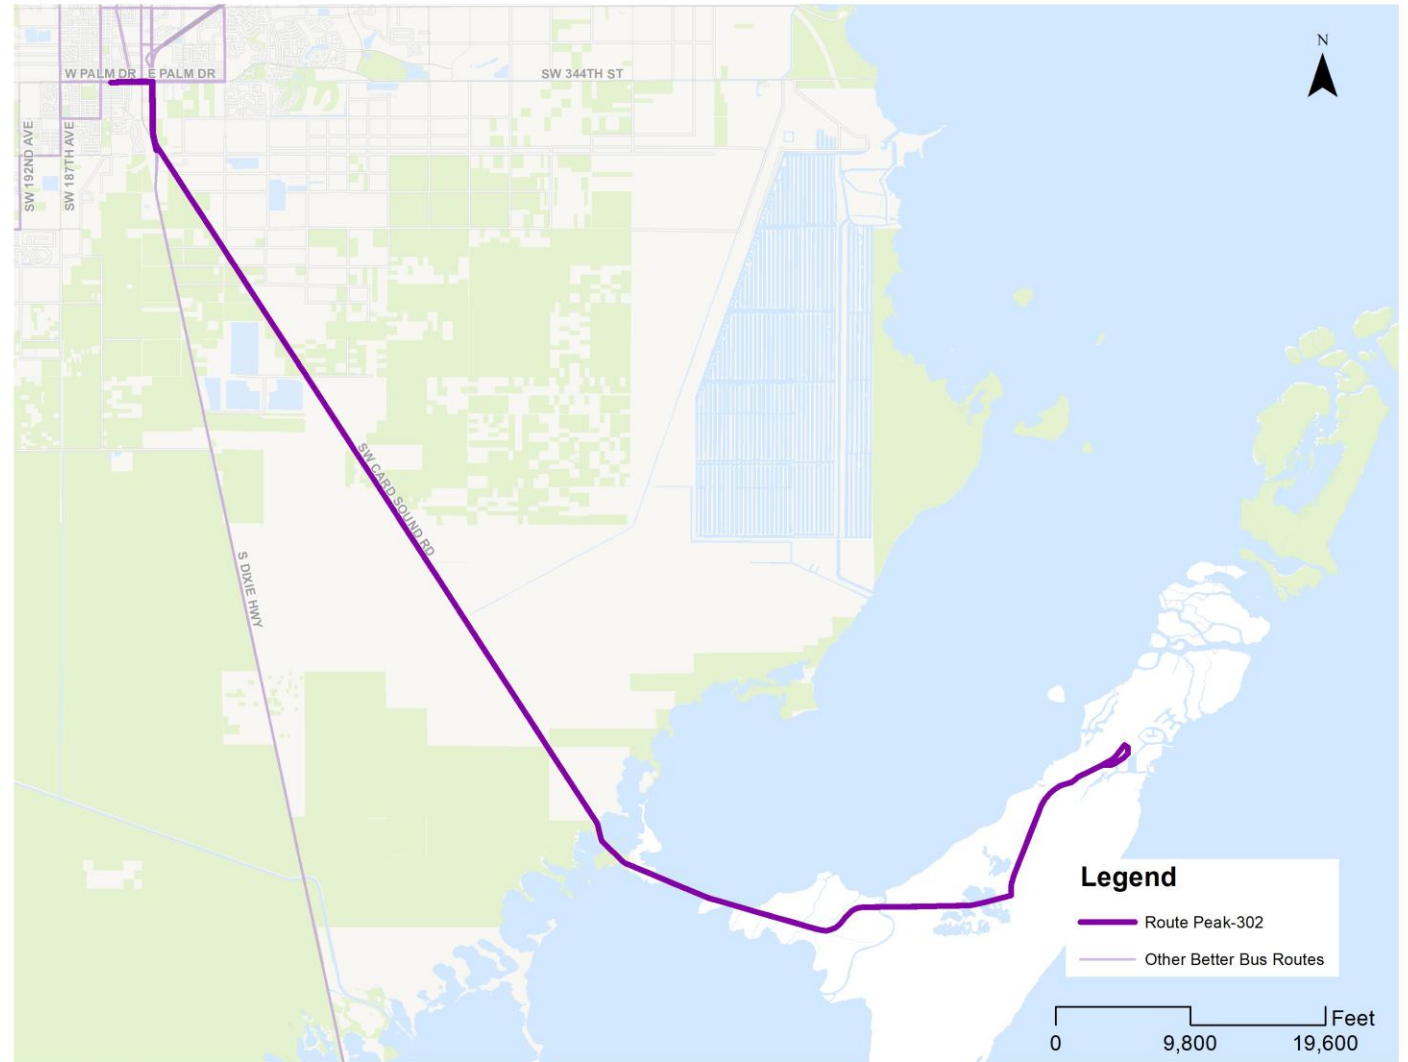 N
W PALM DR
E PALM DR
SW 344TH ST
SW 192ND AVE
SW 187TH AVE
SW CARD SOUND RD
S DIXIE HWY
Legend
Route Peak-302
Other Better Bus Routes
Feet
0 9,800 19,600